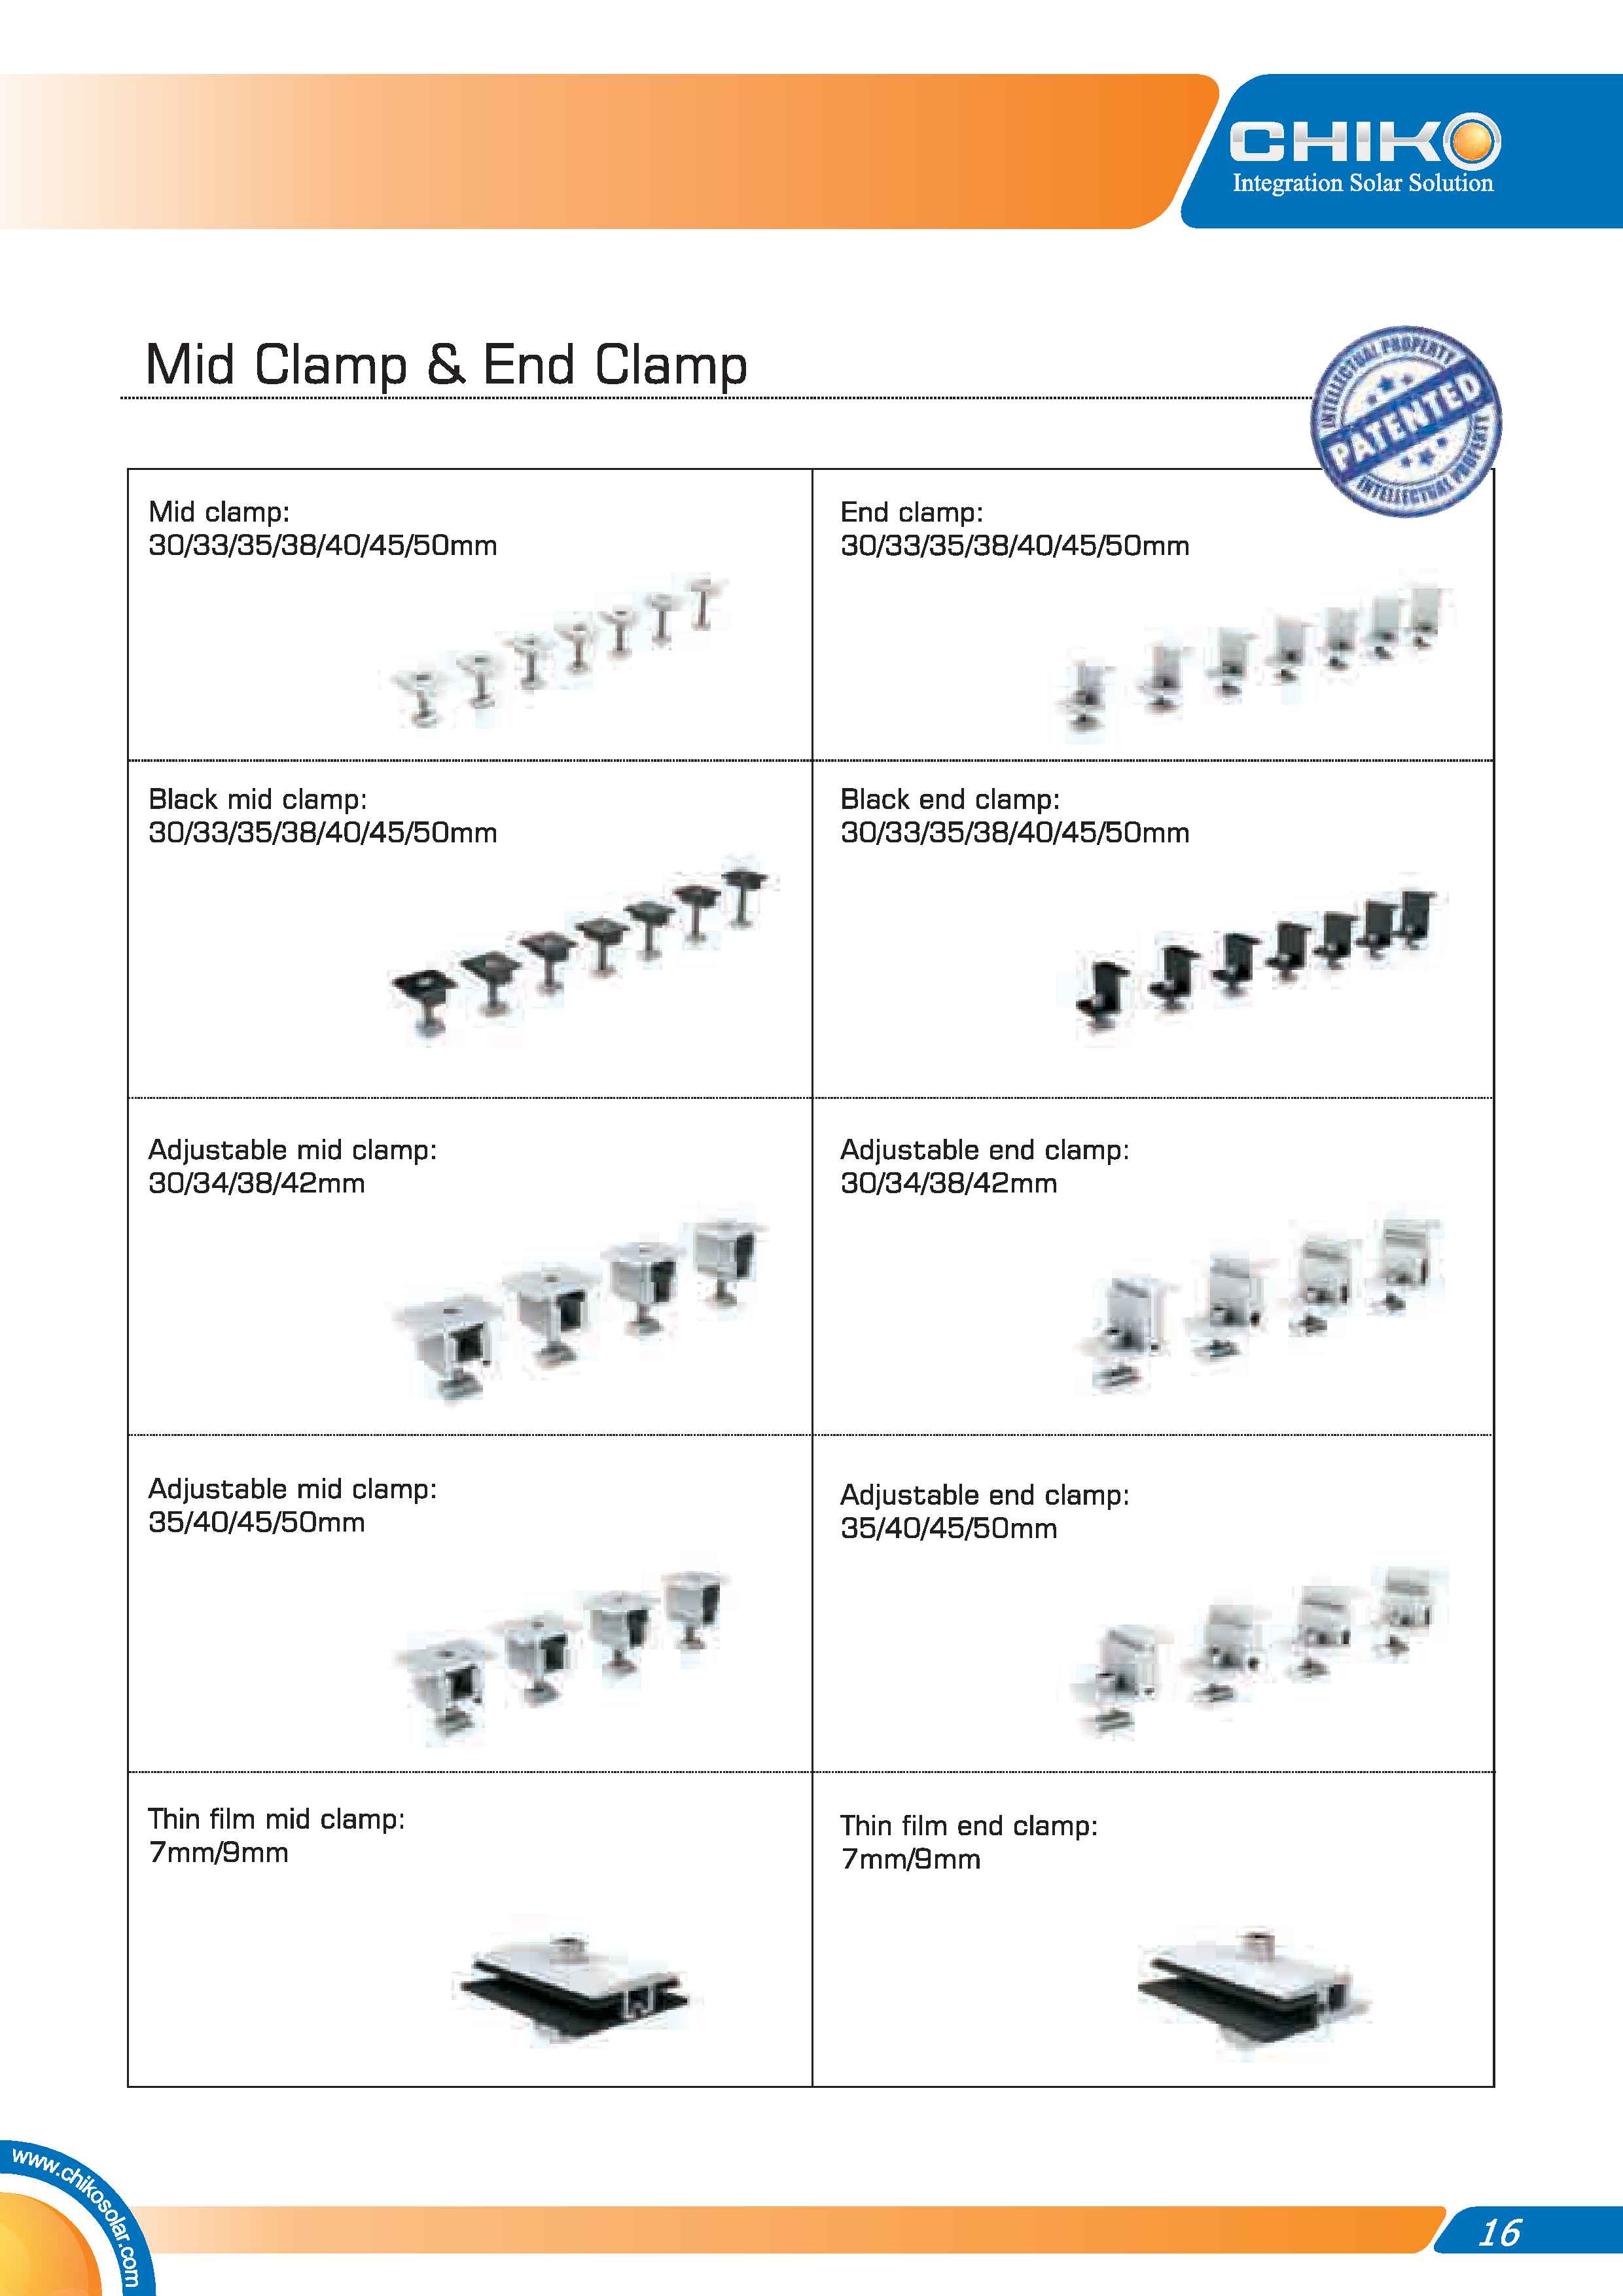 CHIKO
Integration Solar Solution
Mid Clamp & End Clamp
INTELLECTUAL PROPERTY
PATENTED
INTELLECTUAL PROPERTY
Mid clamp:
30/33/35/38/40/45/50mm
End clamp:
30/33/35/38/40/45/50mm
Black mid clamp:
30/33/35/38/40/45/50mm
Black end clamp:
30/33/35/38/40/45/50mm
Adjustable mid clamp:
30/34/38/42mm
Adjustable end clamp:
30/34/38/42mm
Adjustable mid clamp:
35/40/45/50mm
Adjustable end clamp:
35/40/45/50mm
Thin film mid clamp:
7mm/9mm
Thin film end clamp:
7mm/9mm
www.chikosolar.com
16